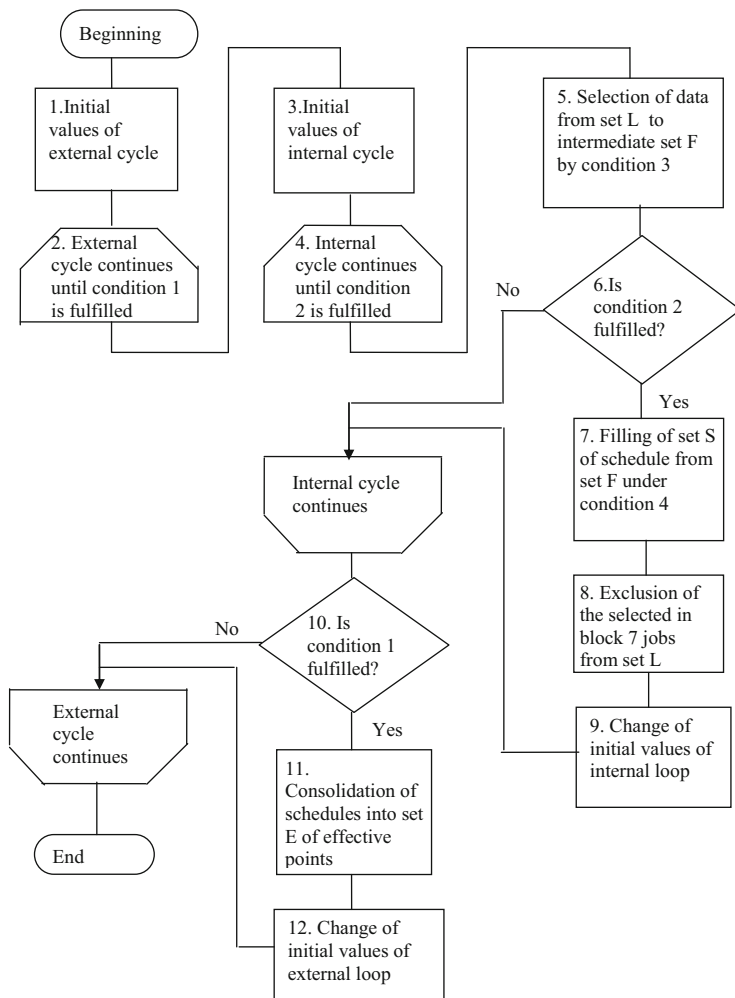 Beginning
1.Initial
values of
external cycle
2. External
cycle continues
until condition 1
is fulfilled
3.Initial
values of
internal cycle
4. Internal
cycle continues
until condition
2 is fulfilled
5. Selection of data
from set L to
intermediate set F
by condition 3
6.Is
condition 2
fulfilled?
No
Yes
7. Filling of set S
of schedule from
set F under
condition 4
8. Exclusion of
the selected in
block 7 jobs
from set L
9. Change of
initial values of
internal loop
Internal cycle
continues
10. Is
condition 1
fulfilled?
No
Yes
11.
Consolidation of
schedules into set
E of effective
points
12. Change of
initial values of
external loop
External
cycle
continues
End